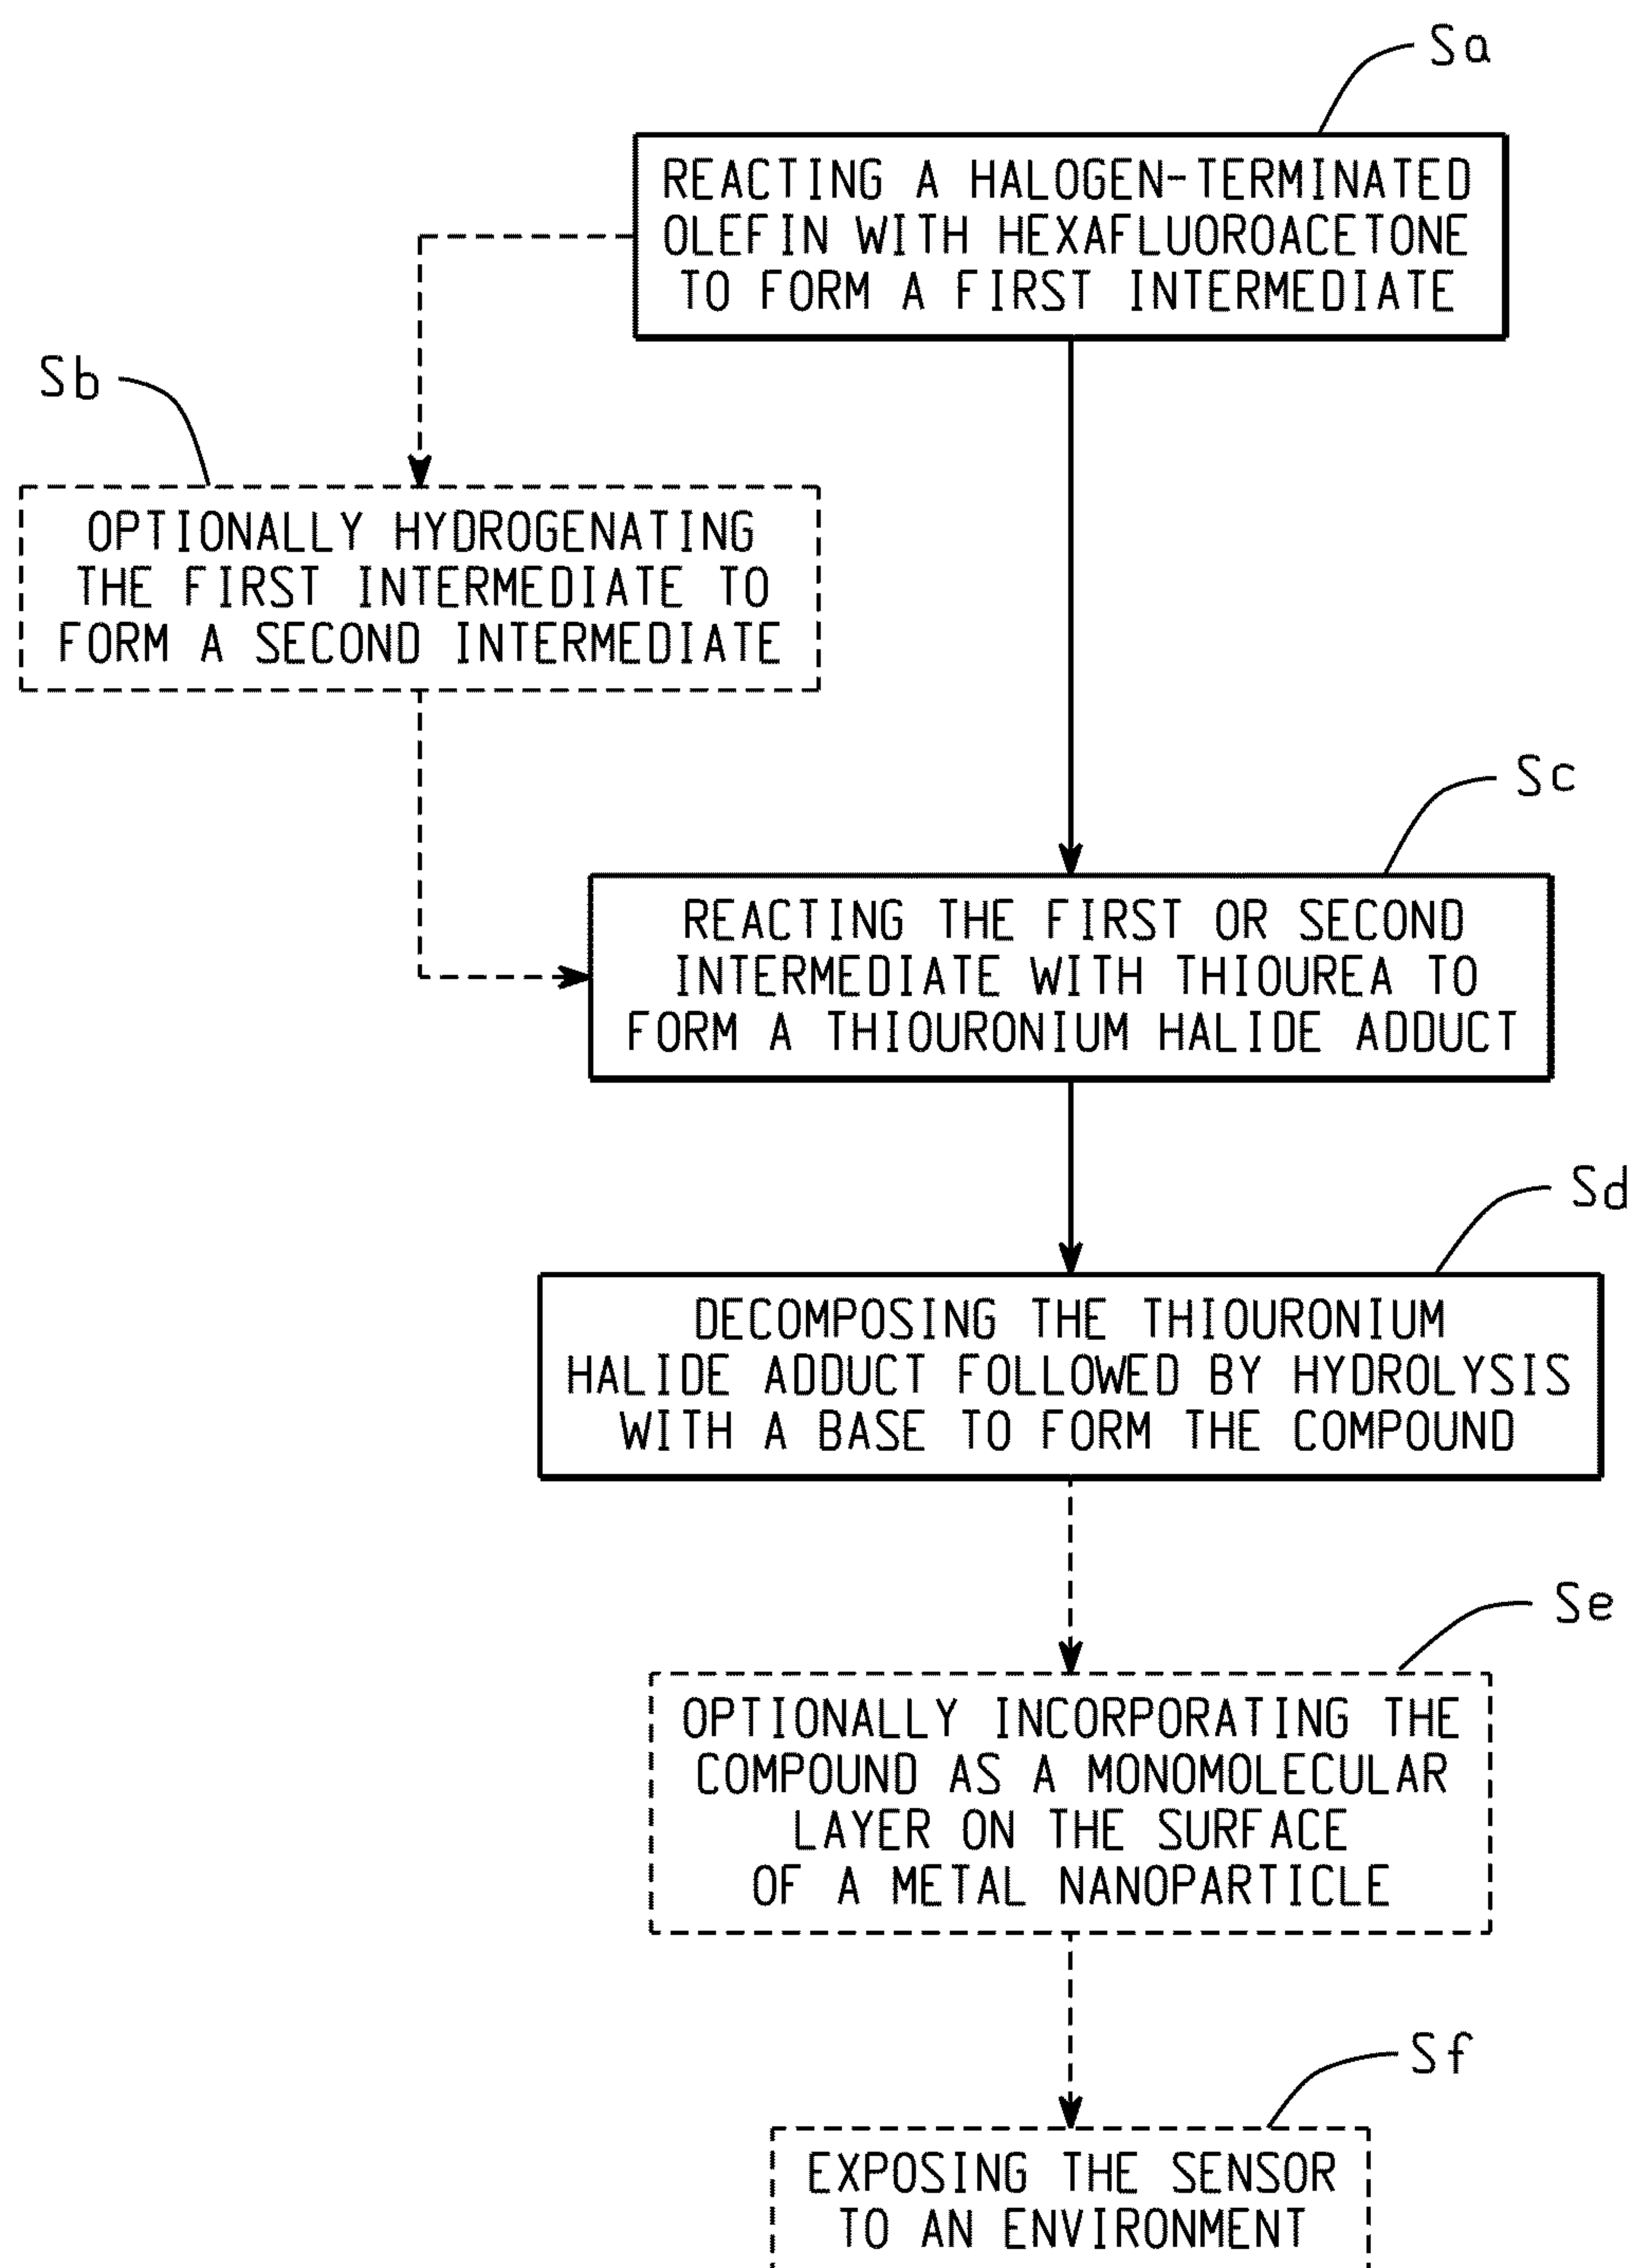 Sa
REACTING A HALOGEN-TERMINATED
OLEFIN WITH HEXAFLUOROACETONE
TO FORM A FIRST INTERMEDIATE
Sb
OPTIONALLY HYDROGENATING
THE FIRST INTERMEDIATE TO
FORM A SECOND INTERMEDIATE
Sc
REACTING THE FIRST OR SECOND
INTERMEDIATE WITH THIOUREA TO
FORM A THIOURONIUM HALIDE ADDUCT
Sd
DECOMPOSING THE THIOURONIUM
HALIDE ADDUCT FOLLOWED BY HYDROLYSIS
WITH A BASE TO FORM THE COMPOUND
Se
OPTIONALLY INCORPORATING THE
COMPOUND AS A MONOMOLECULAR
LAYER ON THE SURFACE
OF A METAL NANOPARTICLE
Sf
EXPOSING THE SENSOR
TO AN ENVIRONMENT